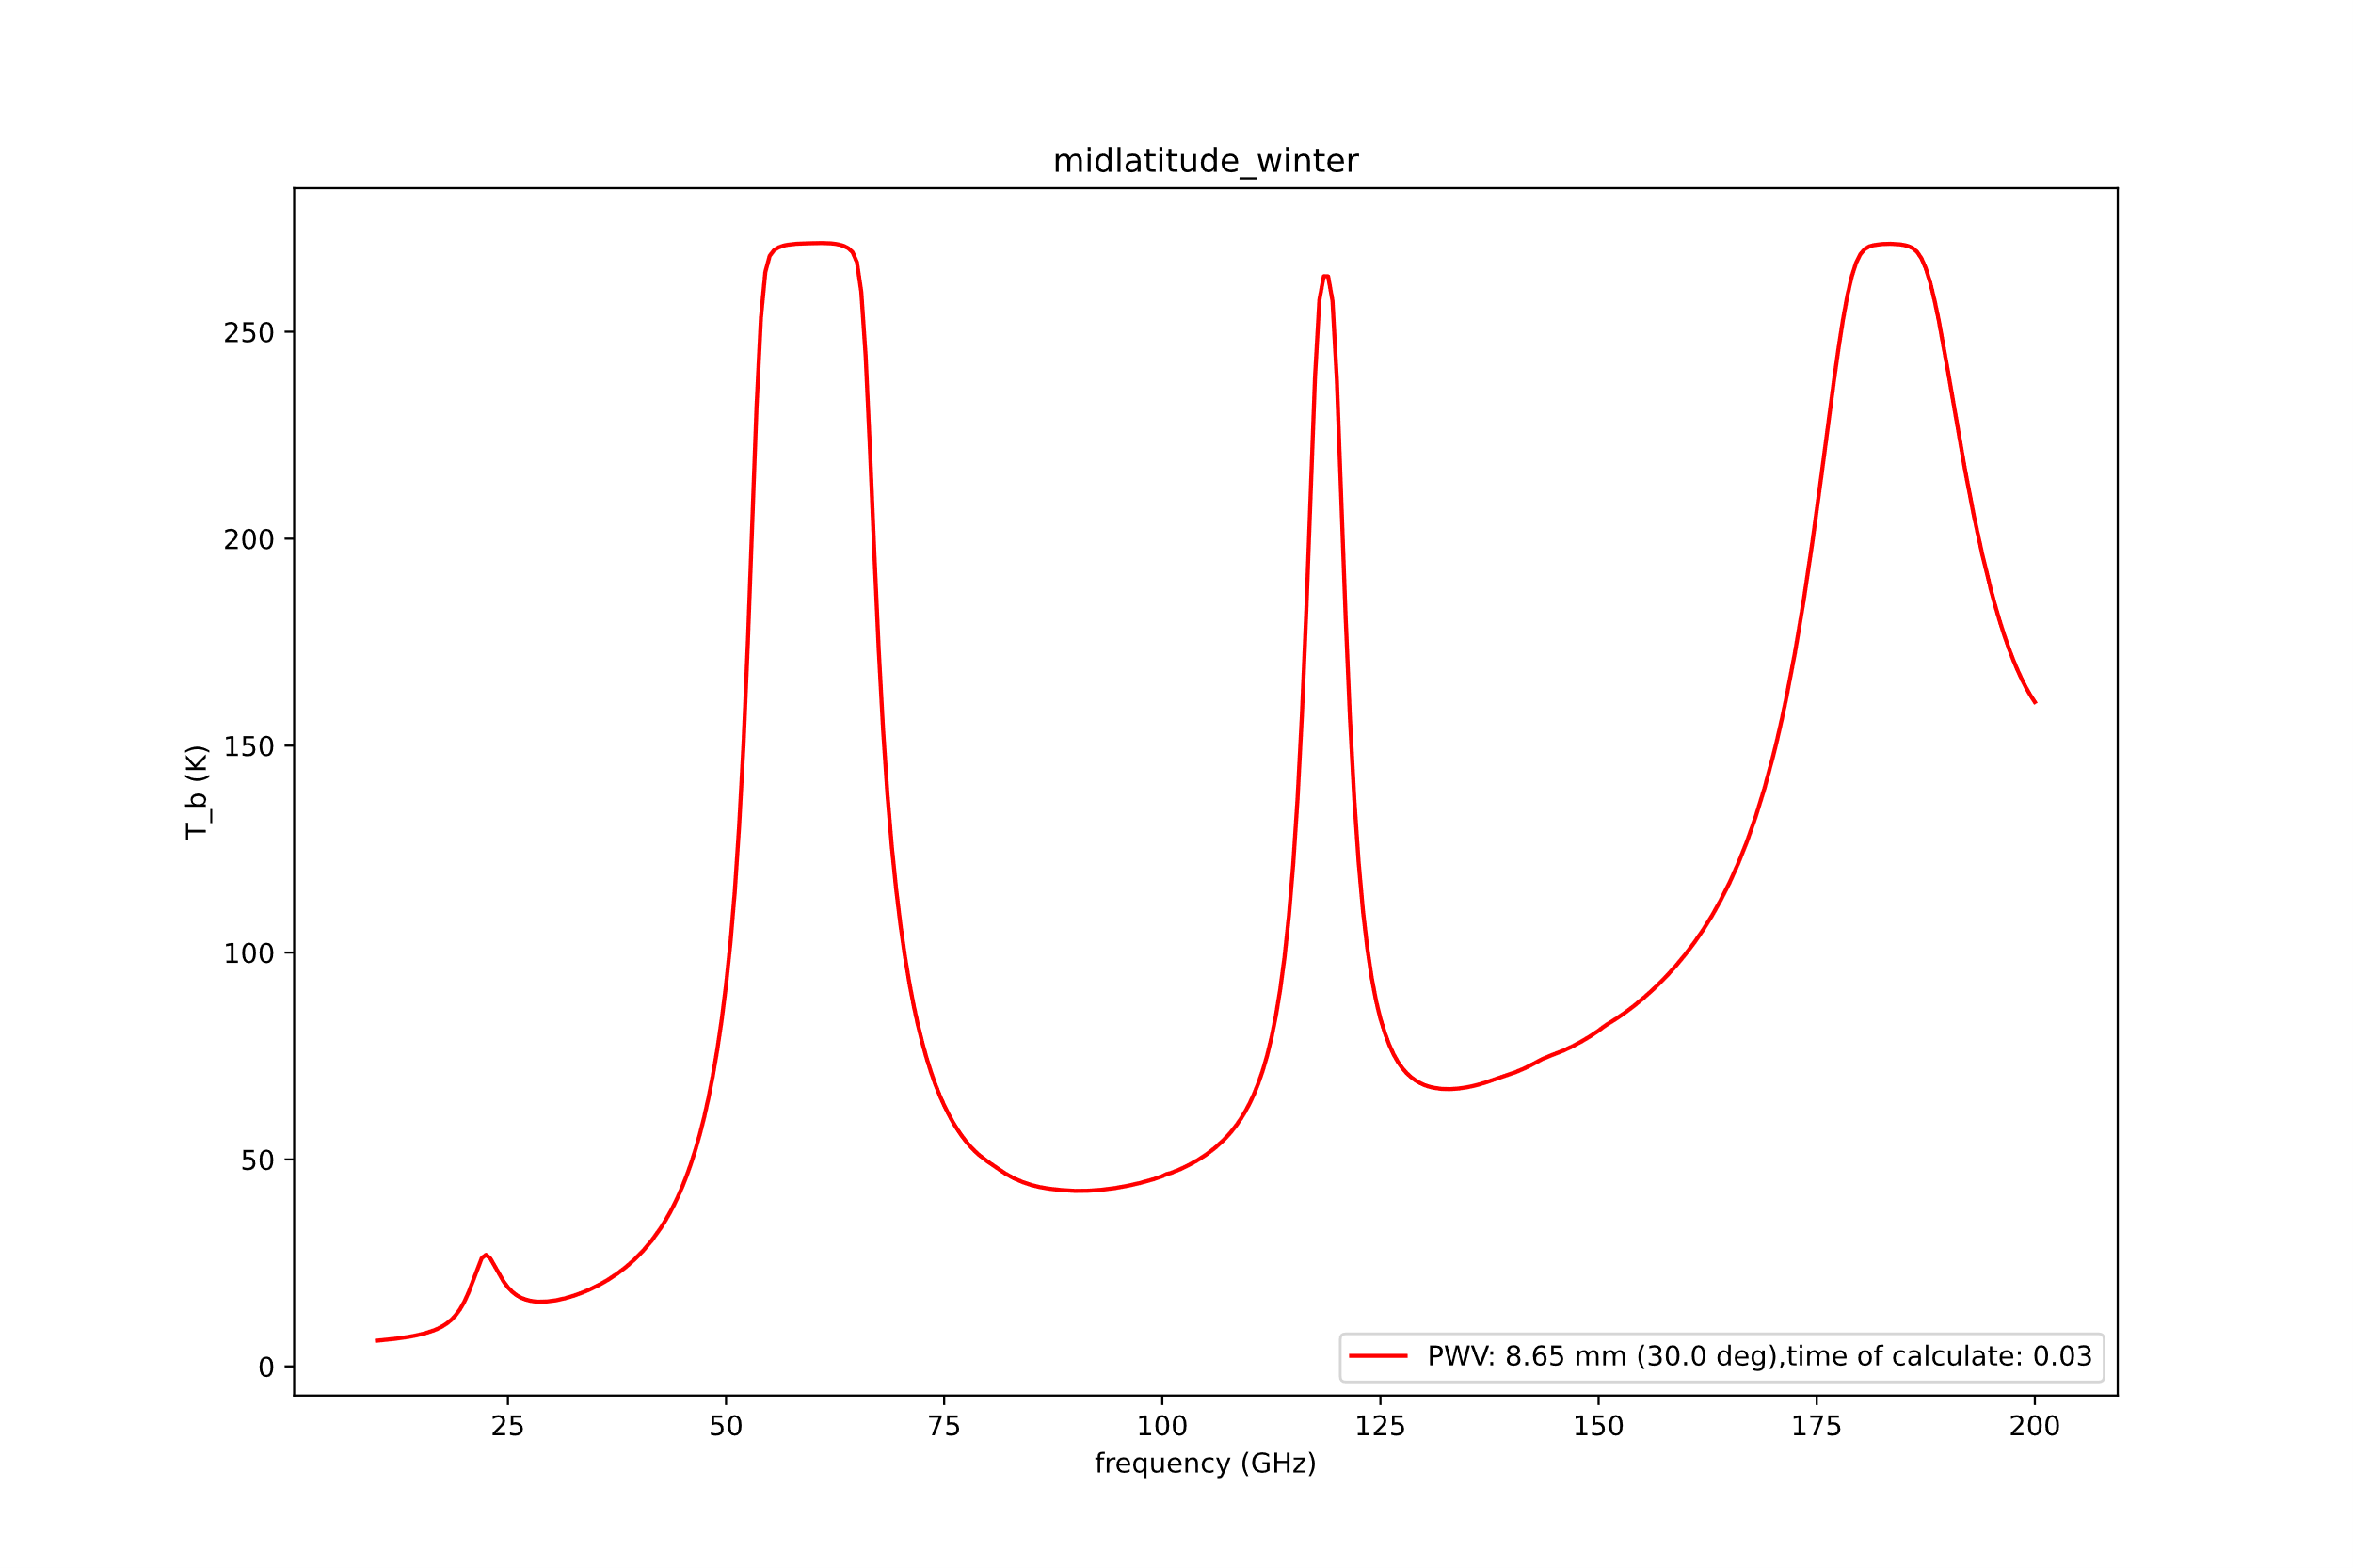 midlatitude_winter
T_b (K)
250
200
150
100
50
0
PWV: 8.65 mm (30.0 deg),time of calculate: 0.03
25 50 75 100 125 150 175 200
frequency (GHz)